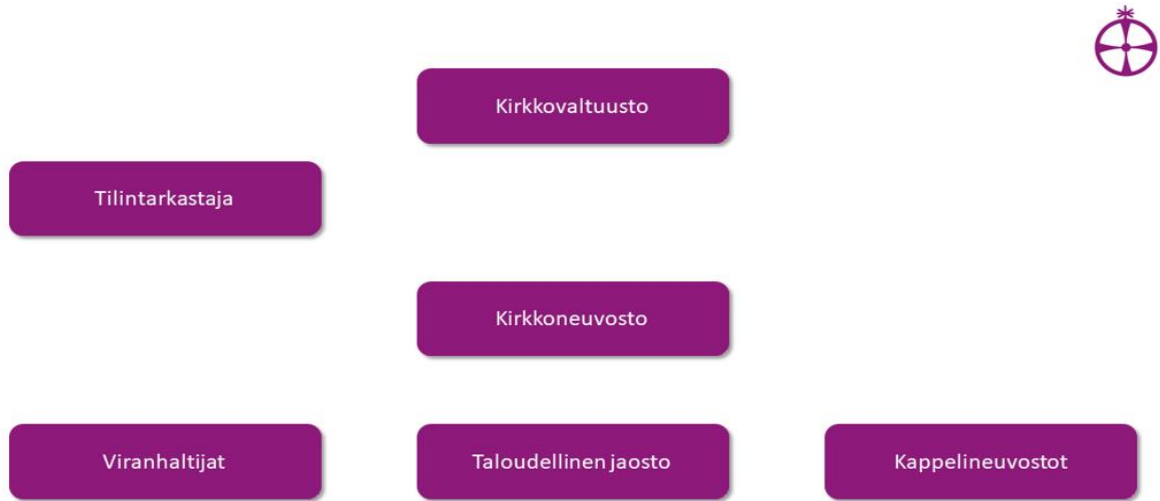 Kirkkovaltuusto
Tilintarkastaja
Kirkkoneuvosto
Viranhaltijat
Taloudellinen jaosto
Kappelineuvostot